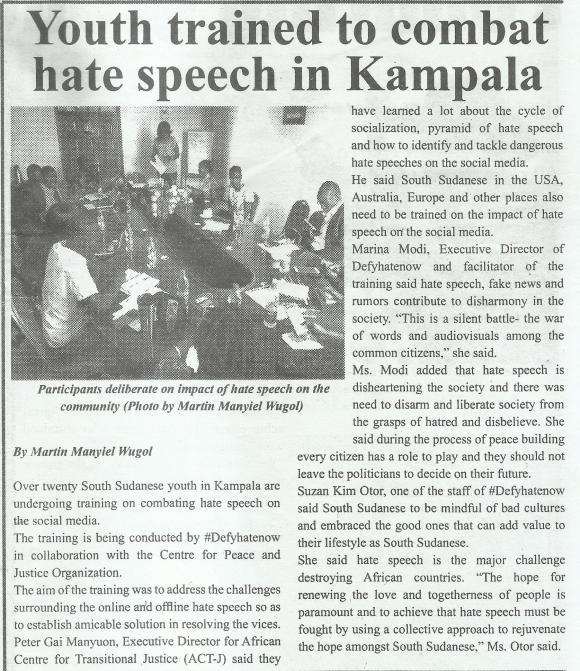 Youth trained to combat
hate speech in Kampala
Participants deliberate on impact of hate speech on the
community (Photo by Martin Manyiel Wugol)
By Martin Manyiel Wugol
Over twenty South Sudanese youth in Kampala are
undergoing training on combating hate speech on
the social media.
The training is being conducted by #Defyhatenow
in collaboration with the Centre for Peace and
Justice Organization.
The aim of the training was to address the challenges
surrounding the online and offline hate speech so as
to establish amicable solution in resolving the vices.
Peter Gai Manyuon, Executive Director for African
Centre for Transitional Justice (ACT-J) said they
have learned a lot about the cycle of
socialization, pyramid of hate speech
and how to identify and tackle dangerous
hate speeches on the social media.
He said South Sudanese in the USA,
Australia, Europe and other places also
need to be trained on the impact of hate
speech on the social media.
Marina Modi, Executive Director of
Defyhatenow and facilitator of the
training said hate speech, fake news and
rumors contribute to disharmony in the
society. “This is a silent battle- the war
of words and audiovisuals among the
common citizens,” she said.
Ms. Modi added that hate speech is
disheartening the society and there was
need to disarm and liberate society from
the grasps of hatred and disbelieve. She
said during the process of peace building
every citizen has a role to play and they should not
leave the politicians to decide on their future.
Suzan Kim Otor, one of the staff of #Defyhatenow
said South Sudanese to be mindful of bad cultures
and embraced the good ones that can add value to
their lifestyle as South Sudanese.
She said hate speech is the major challenge
destroying African countries. “The hope for
renewing the love and togetherness of people is
paramount and to achieve that hate speech must be
fought by using a collective approach to rejuvenate
the hope amongst South Sudanese,” Ms. Otor said.